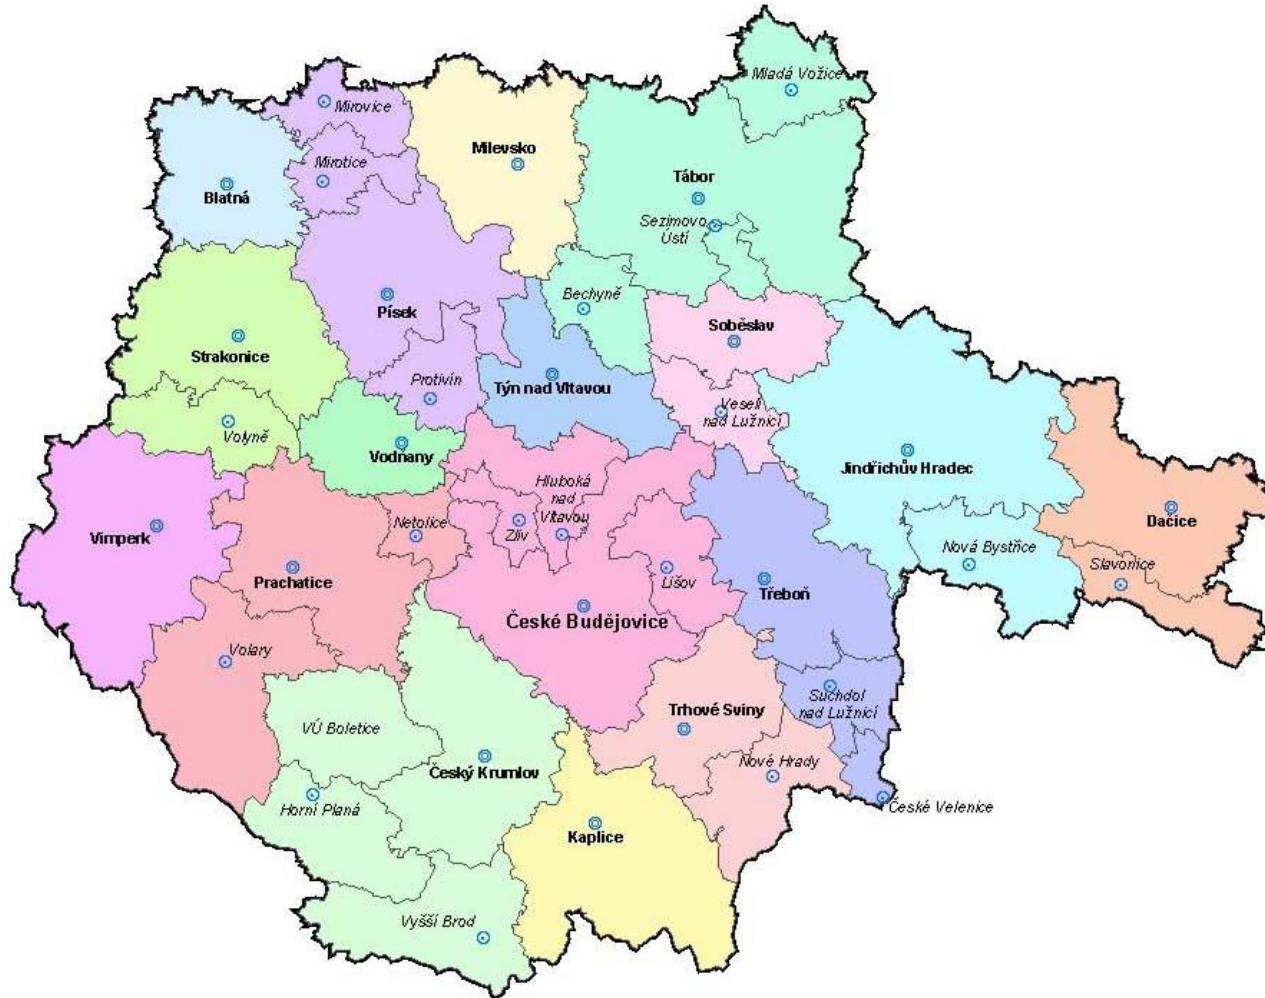 Mladá Vožice
Mirovice
Milevsko
Mirotice
Tábor
Blatná
Sezimovo
Ústí
Bechyně
Písek
Soběslav
Strakonice
Protivín
Týn nad Vltavou
Veselí
nad Lužnicí
Volyně
Vodňany
Jindřichův Hradec
Hluboká
nad
Vltavou
Zliv
Netolice
Dačice
Vimperk
Nová Bystřice
Slavonice
Prachatice
Lišov
Třeboň
České Budějovice
Volary
Suchdol
nad Lužnicí
Trhové Sviny
VÚ Boletice
Český Krumlov
Nové Hrady
Horní Planá
České Velenice
Kaplice
Vyšší Brod